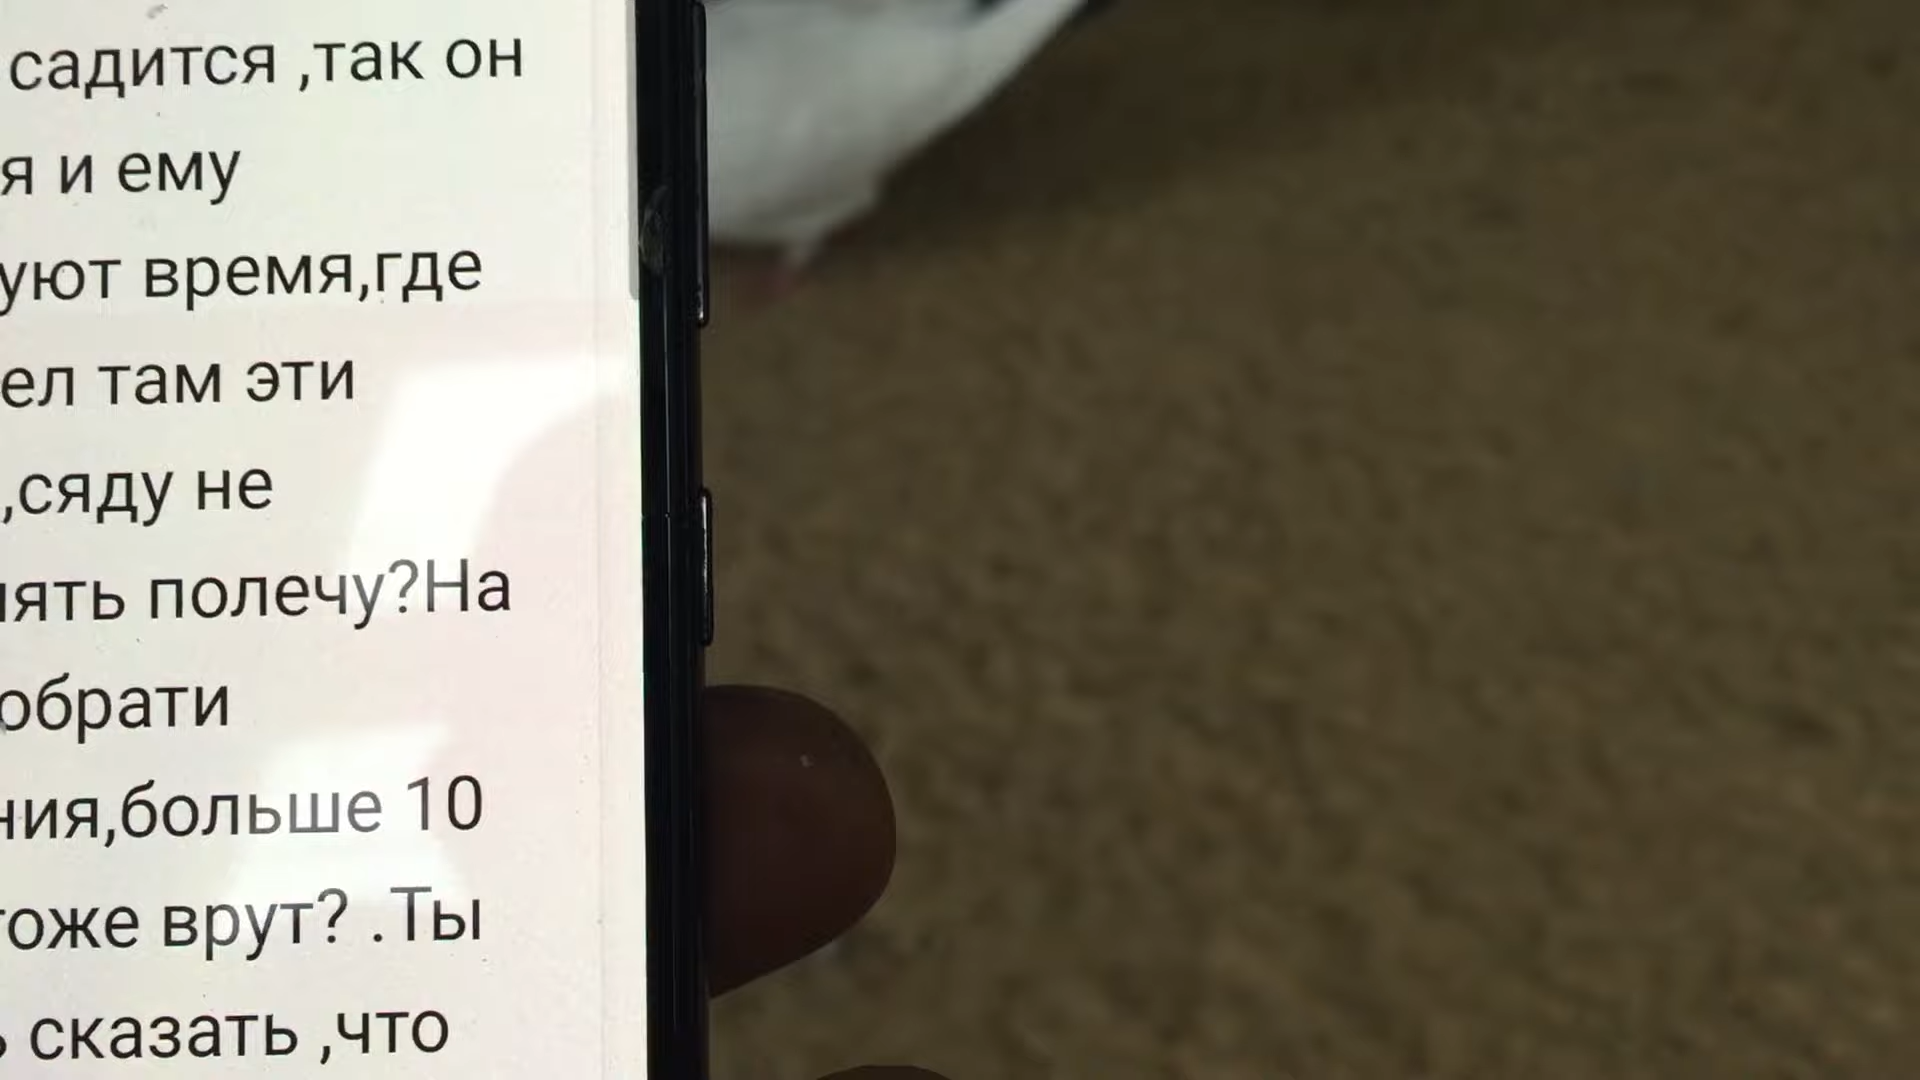 садится ,так он
я и ему
уют время,где
ел там эти
,сяду не
ять полечу?На
обрати
ния,больше 10
тоже врут? .Ты
сказать ,что